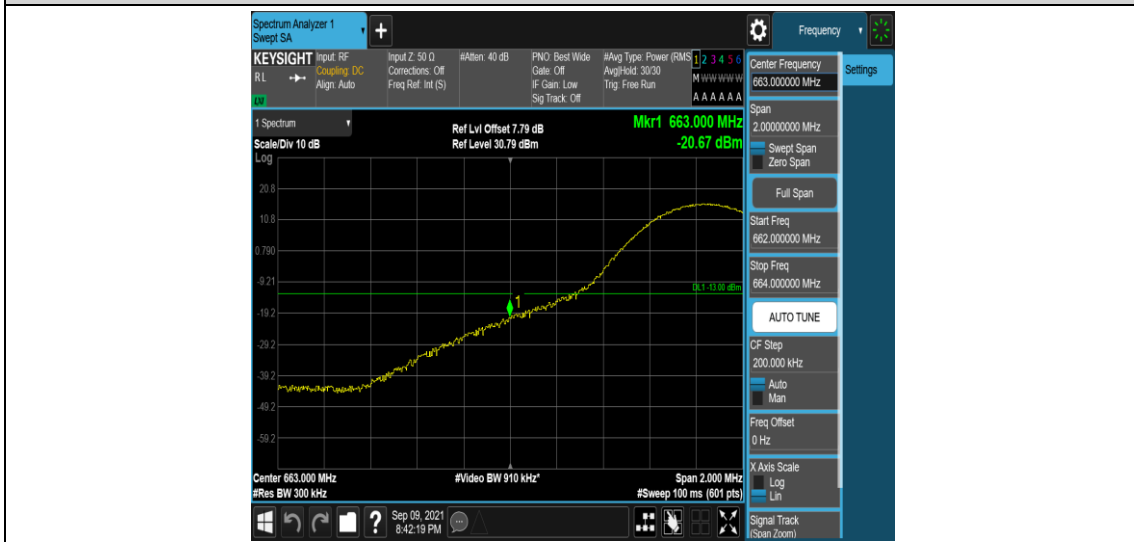 Spectrum Analyzer 1
Swept SA
+
Frequency
KEYSIGHT
RL
LXI
Input: RF
Coupling: DC
Align: Auto
Input Z: 50 Ω
Corrections: Off
Freq Ref: Int (S)
#Atten: 40 dB
PNO: Best Wide
Gate: Off
IF Gain: Low
Sig Track: Off
#Avg Type: Power (RMS
Avg|Hold: 30/30
Trig: Free Run
1 2 3 4 5 6
M W W W W W
A A A A A A
1 Spectrum
Scale/Div 10 dB
Log
Ref Lvl Offset 7.79 dB
Ref Level 30.79 dBm
Mkr1 663.000 MHz
-20.67 dBm
20.8
10.8
0.790
-9.21
-19.2
-29.2
-39.2
-49.2
-59.2
DL1 -13.00 dBm
1
Center 663.000 MHz
#Res BW 300 kHz
#Video BW 910 kHz*
Span 2.000 MHz
#Sweep 100 ms (601 pts)
?
Sep 09, 2021
8:42:19 PM
Center Frequency
663.000000 MHz
Settings
Span
2.00000000 MHz
Swept Span
Zero Span
Full Span
Start Freq
662.000000 MHz
Stop Freq
664.000000 MHz
AUTO TUNE
CF Step
200.000 kHz
Auto
Man
Freq Offset
0 Hz
X Axis Scale
Log
Lin
Signal Track
(Span Zoom)